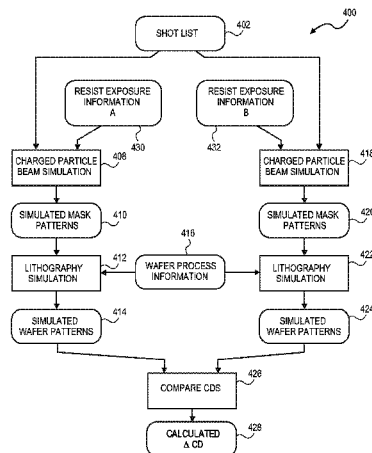 400
SHOT LIST
402
RESIST EXPOSURE
INFORMATION
A
430
RESIST EXPOSURE
INFORMATION
B
432
CHARGED PARTICLE
BEAM SIMULATION
408
CHARGED PARTICLE
BEAM SIMULATION
418
SIMULATED MASK
PATTERNS
410
SIMULATED MASK
PATTERNS
420
416
WAFER PROCESS
INFORMATION
LITHOGRAPHY
SIMULATION
412
LITHOGRAPHY
SIMULATION
422
SIMULATED
WAFER PATTERNS
414
SIMULATED
WAFER PATTERNS
424
COMPARE CDS
426
CALCULATED
Δ CD
428